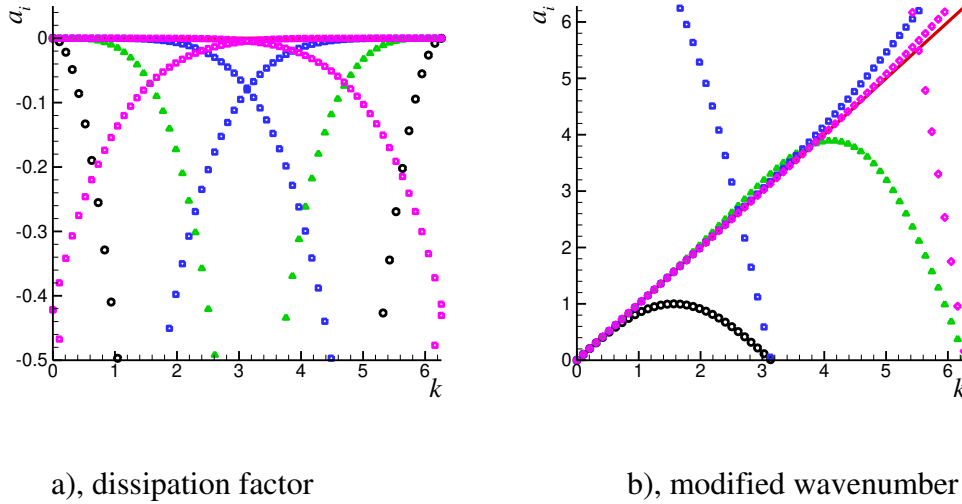 a_i
0
-0.1
-0.2
-0.3
-0.4
-0.5
0 1 2 3 4 5 6
k
a_i
6
5
4
3
2
1
0
0 1 2 3 4 5 6
k
a), dissipation factor
b), modified wavenumber